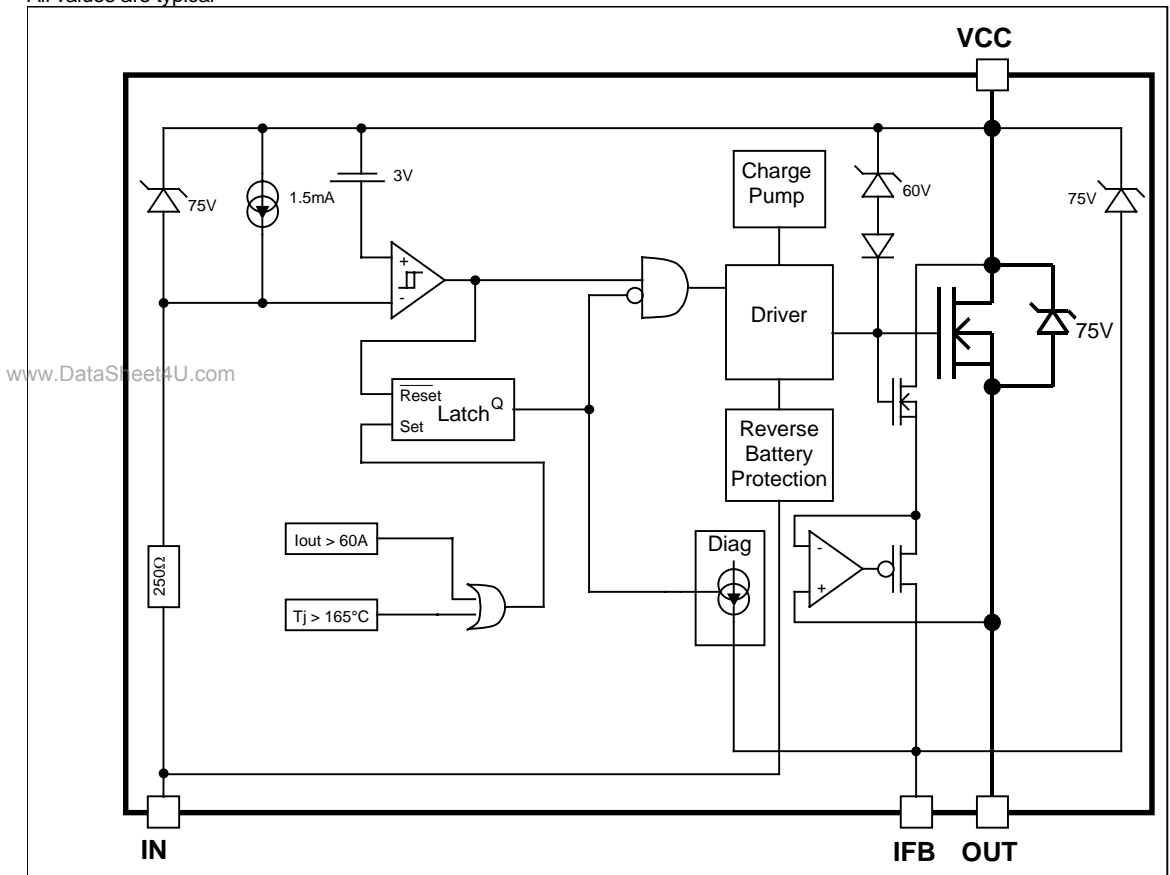 All values are typical
VCC
75V
1.5mA
3V
Charge
Pump
60V
75V
+
-
Driver
75V
www.DataSheet4U.com
Reset
Latch
Q
Set
Reverse
Battery
Protection
Iout > 60A
Diag
-
+
250Ω
Tj > 165°C
IN
IFB
OUT